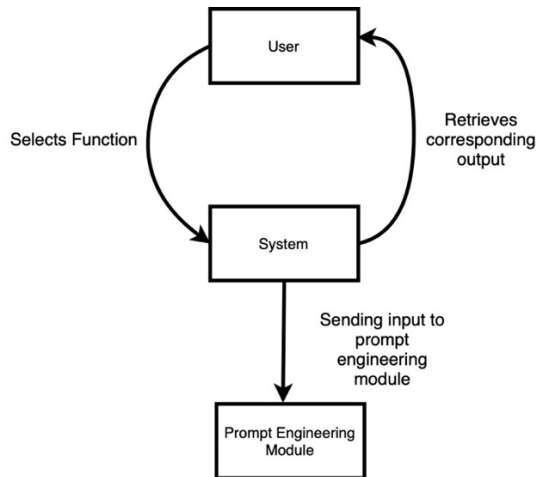 User
Selects Function
Retrieves
corresponding
output
System
Sending input to
prompt
engineering
module
Prompt Engineering
Module